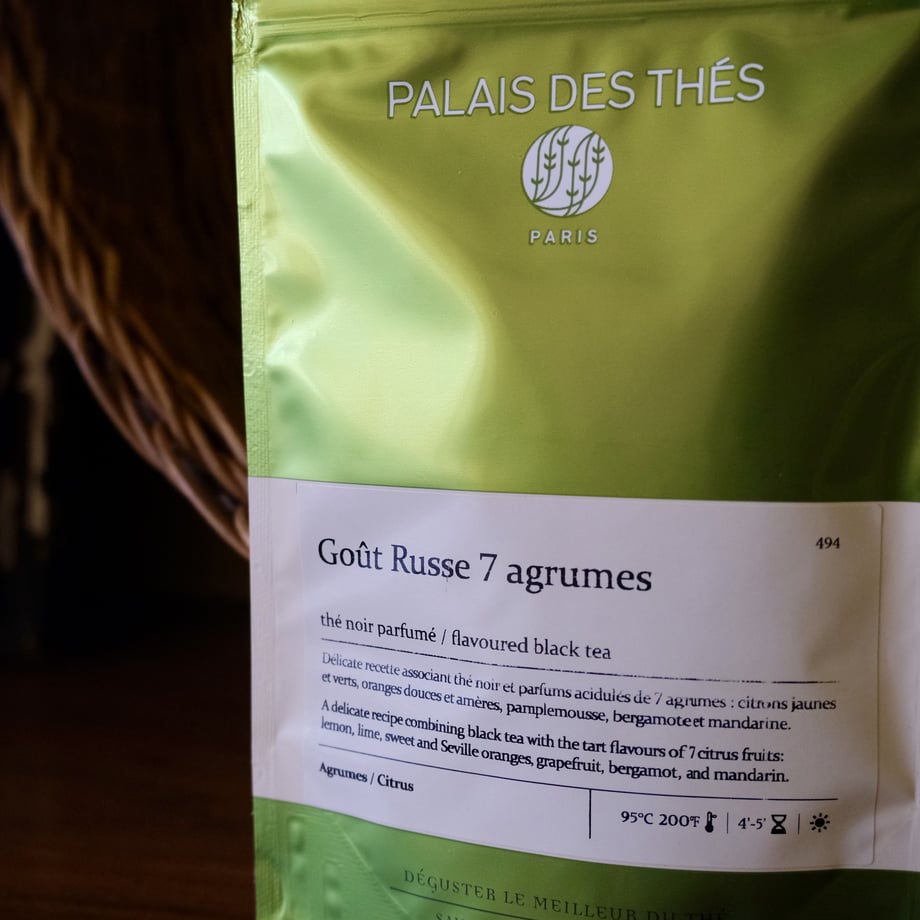 PALAIS DES THÉS
PARIS
494
Goût Russe 7 agrumes
thé noir parfumé / flavoured black tea
Délicate recette associant thé noir et parfums acidulés de 7 agrumes : citrons jaunes
et verts, oranges douces et amères, pamplemousse, bergamote et mandarine.
A delicate recipe combining black tea with the tart flavours of 7 citrus fruits:
lemon, lime, sweet and Seville oranges, grapefruit, bergamot, and mandarin.
Agrumes / Citrus
95°C 200°F | 4'-5' |
DÉGUSTER LE MEILLEUR DU THÉ